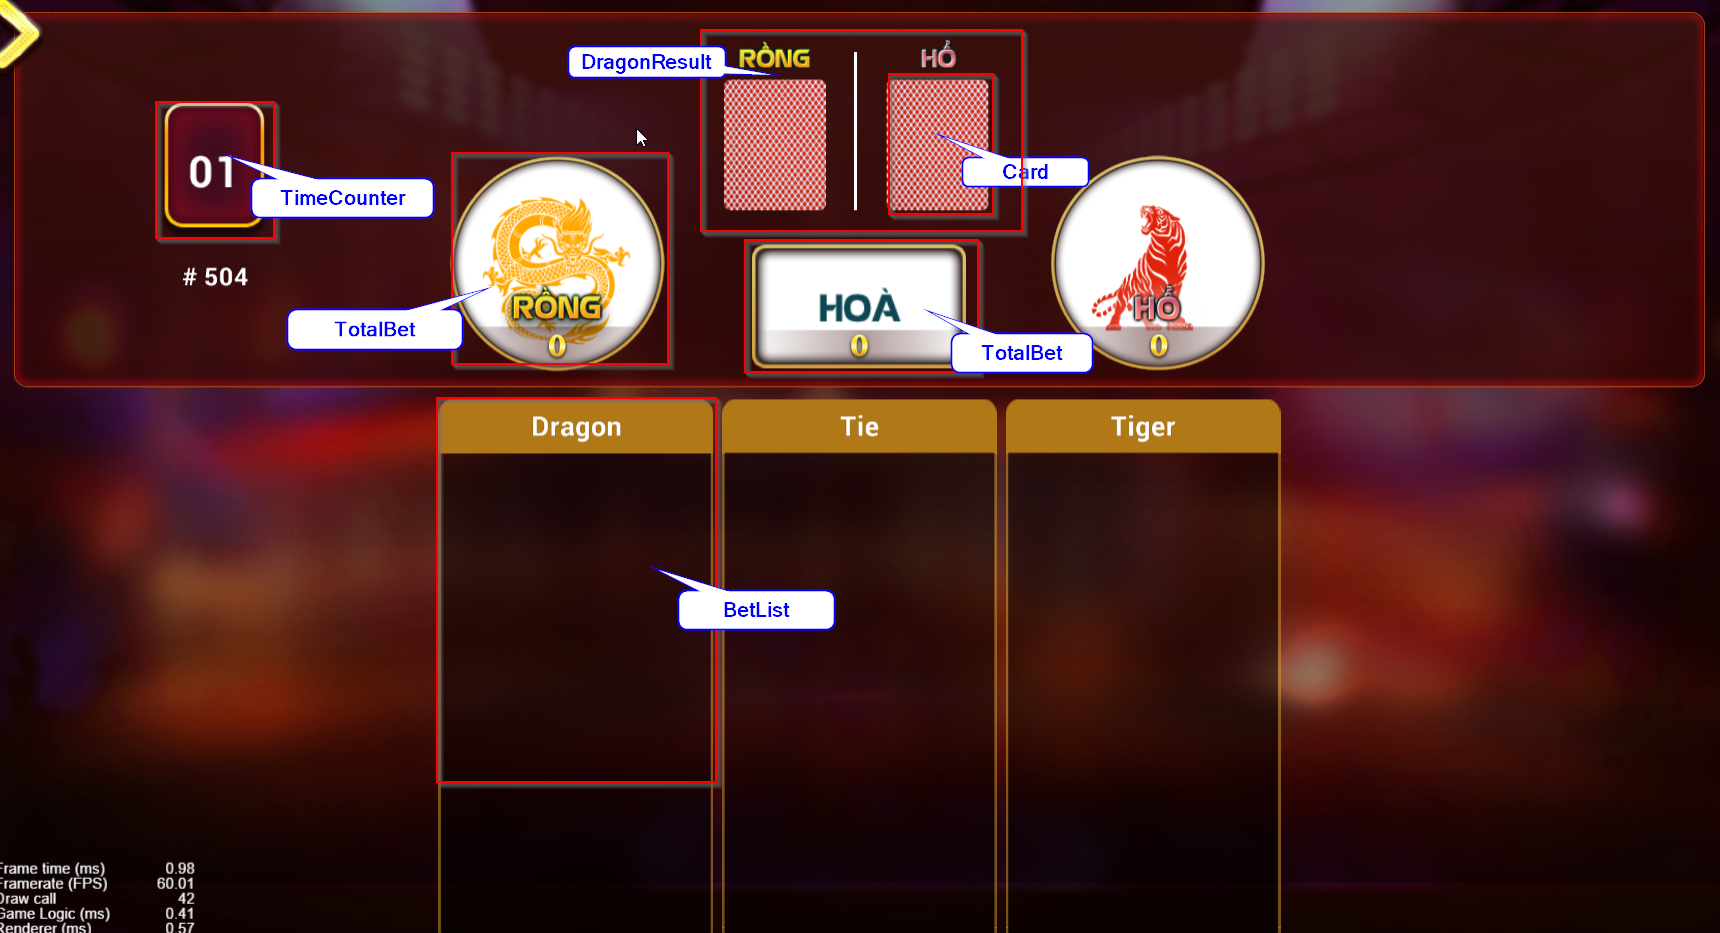 RỒNG
HỔ
DragonResult
01
Card
TimeCounter
# 504
RỒNG
0
HOÀ
0
HỔ
0
TotalBet
TotalBet
Dragon
Tie
Tiger
BetList
Frame time (ms) 0.98
Framerate (FPS) 60.01
Draw call 42
Game Logic (ms) 0.41
Renderer (ms) 0.57